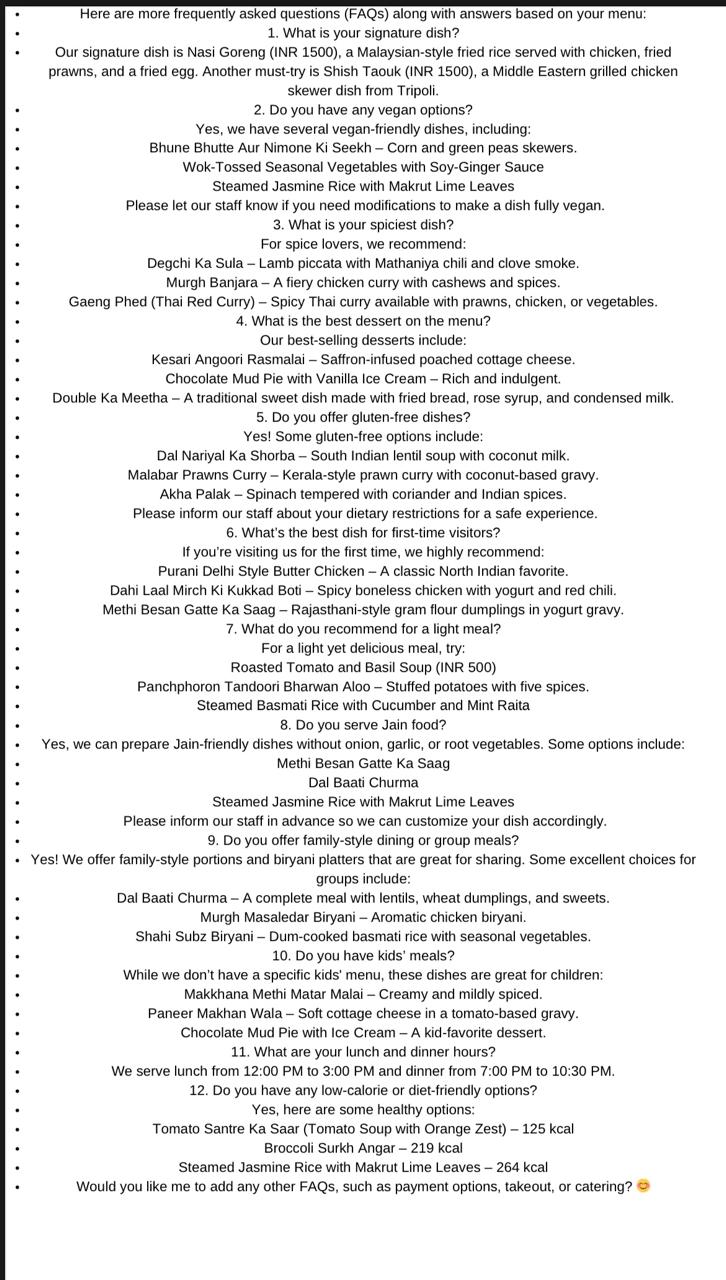 • Here are more frequently asked questions (FAQs) along with answers based on your menu:
• 1. What is your signature dish?
• Our signature dish is Nasi Goreng (INR 1500), a Malaysian-style fried rice served with chicken, fried
prawns, and a fried egg. Another must-try is Shish Taouk (INR 1500), a Middle Eastern grilled chicken
skewer dish from Tripoli.
• 2. Do you have any vegan options?
• Yes, we have several vegan-friendly dishes, including:
• Bhune Bhutte Aur Nimone Ki Seekh – Corn and green peas skewers.
• Wok-Tossed Seasonal Vegetables with Soy-Ginger Sauce
• Steamed Jasmine Rice with Makrut Lime Leaves
• Please let our staff know if you need modifications to make a dish fully vegan.
• 3. What is your spiciest dish?
• For spice lovers, we recommend:
• Degchi Ka Sula – Lamb piccata with Mathaniya chili and clove smoke.
• Murgh Banjara – A fiery chicken curry with cashews and spices.
• Gaeng Phed (Thai Red Curry) – Spicy Thai curry available with prawns, chicken, or vegetables.
• 4. What is the best dessert on the menu?
• Our best-selling desserts include:
• Kesari Angoori Rasmalai – Saffron-infused poached cottage cheese.
• Chocolate Mud Pie with Vanilla Ice Cream – Rich and indulgent.
• Double Ka Meetha – A traditional sweet dish made with fried bread, rose syrup, and condensed milk.
• 5. Do you offer gluten-free dishes?
• Yes! Some gluten-free options include:
• Dal Nariyal Ka Shorba – South Indian lentil soup with coconut milk.
• Malabar Prawns Curry – Kerala-style prawn curry with coconut-based gravy.
• Akha Palak – Spinach tempered with coriander and Indian spices.
• Please inform our staff about your dietary restrictions for a safe experience.
• 6. What’s the best dish for first-time visitors?
• If you’re visiting us for the first time, we highly recommend:
• Purani Delhi Style Butter Chicken – A classic North Indian favorite.
• Dahi Laal Mirch Ki Kukkad Boti – Spicy boneless chicken with yogurt and red chili.
• Methi Besan Gatte Ka Saag – Rajasthani-style gram flour dumplings in yogurt gravy.
• 7. What do you recommend for a light meal?
• For a light yet delicious meal, try:
• Roasted Tomato and Basil Soup (INR 500)
• Panchphoron Tandoori Bharwan Aloo – Stuffed potatoes with five spices.
• Steamed Basmati Rice with Cucumber and Mint Raita
• 8. Do you serve Jain food?
• Yes, we can prepare Jain-friendly dishes without onion, garlic, or root vegetables. Some options include:
• Methi Besan Gatte Ka Saag
• Dal Baati Churma
• Steamed Jasmine Rice with Makrut Lime Leaves
• Please inform our staff in advance so we can customize your dish accordingly.
• 9. Do you offer family-style dining or group meals?
• Yes! We offer family-style portions and biryani platters that are great for sharing. Some excellent choices for
groups include:
• Dal Baati Churma – A complete meal with lentils, wheat dumplings, and sweets.
• Murgh Masaledar Biryani – Aromatic chicken biryani.
• Shahi Subz Biryani – Dum-cooked basmati rice with seasonal vegetables.
• 10. Do you have kids’ meals?
• While we don’t have a specific kids' menu, these dishes are great for children:
• Makkhana Methi Matar Malai – Creamy and mildly spiced.
• Paneer Makhan Wala – Soft cottage cheese in a tomato-based gravy.
• Chocolate Mud Pie with Ice Cream – A kid-favorite dessert.
• 11. What are your lunch and dinner hours?
• We serve lunch from 12:00 PM to 3:00 PM and dinner from 7:00 PM to 10:30 PM.
• 12. Do you have any low-calorie or diet-friendly options?
• Yes, here are some healthy options:
• Tomato Santre Ka Saar (Tomato Soup with Orange Zest) – 125 kcal
• Broccoli Surkh Angar – 219 kcal
• Steamed Jasmine Rice with Makrut Lime Leaves – 264 kcal
• Would you like me to add any other FAQs, such as payment options, takeout, or catering? 😊